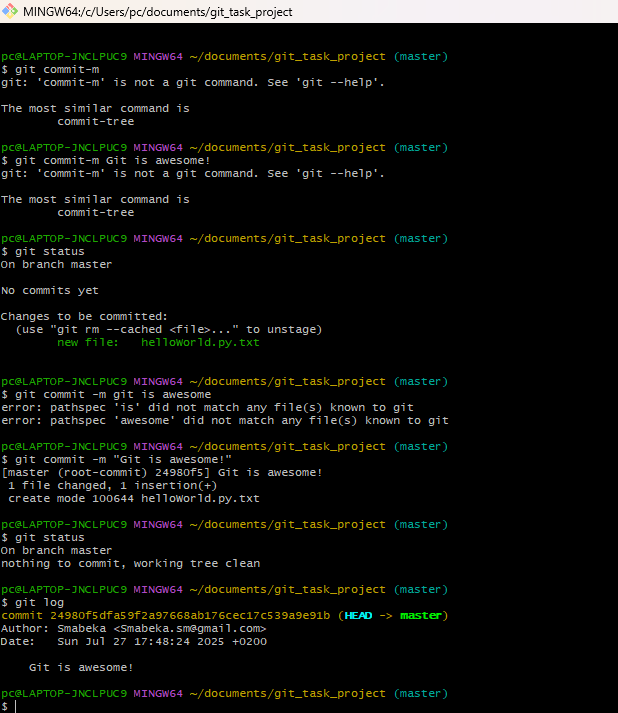 MINGW64:/c/Users/pc/documents/git_task_project
pc@LAPTOP-JNCLPUC9 MINGW64 ~/documents/git_task_project (master)
$ git commit-m
git: 'commit-m' is not a git command. See 'git --help'.
The most similar command is
commit-tree
pc@LAPTOP-JNCLPUC9 MINGW64 ~/documents/git_task_project (master)
$ git commit-m Git is awesome!
git: 'commit-m' is not a git command. See 'git --help'.
The most similar command is
commit-tree
pc@LAPTOP-JNCLPUC9 MINGW64 ~/documents/git_task_project (master)
$ git status
On branch master
No commits yet
Changes to be committed:
(use "git rm --cached <file>..." to unstage)
new file:   helloWorld.py.txt
pc@LAPTOP-JNCLPUC9 MINGW64 ~/documents/git_task_project (master)
$ git commit -m git is awesome
error: pathspec 'is' did not match any file(s) known to git
error: pathspec 'awesome' did not match any file(s) known to git
pc@LAPTOP-JNCLPUC9 MINGW64 ~/documents/git_task_project (master)
$ git commit -m "Git is awesome!"
[master (root-commit) 24980f5] Git is awesome!
1 file changed, 1 insertion(+)
create mode 100644 helloWorld.py.txt
pc@LAPTOP-JNCLPUC9 MINGW64 ~/documents/git_task_project (master)
$ git status
On branch master
nothing to commit, working tree clean
pc@LAPTOP-JNCLPUC9 MINGW64 ~/documents/git_task_project (master)
$ git log
commit 24980f5dfa59f2a97668ab176cec17c539a9e91b (HEAD -> master)
Author: Smabeka <Smabeka.sm@gmail.com>
Date:   Sun Jul 27 17:48:24 2025 +0200
Git is awesome!
pc@LAPTOP-JNCLPUC9 MINGW64 ~/documents/git_task_project (master)
$